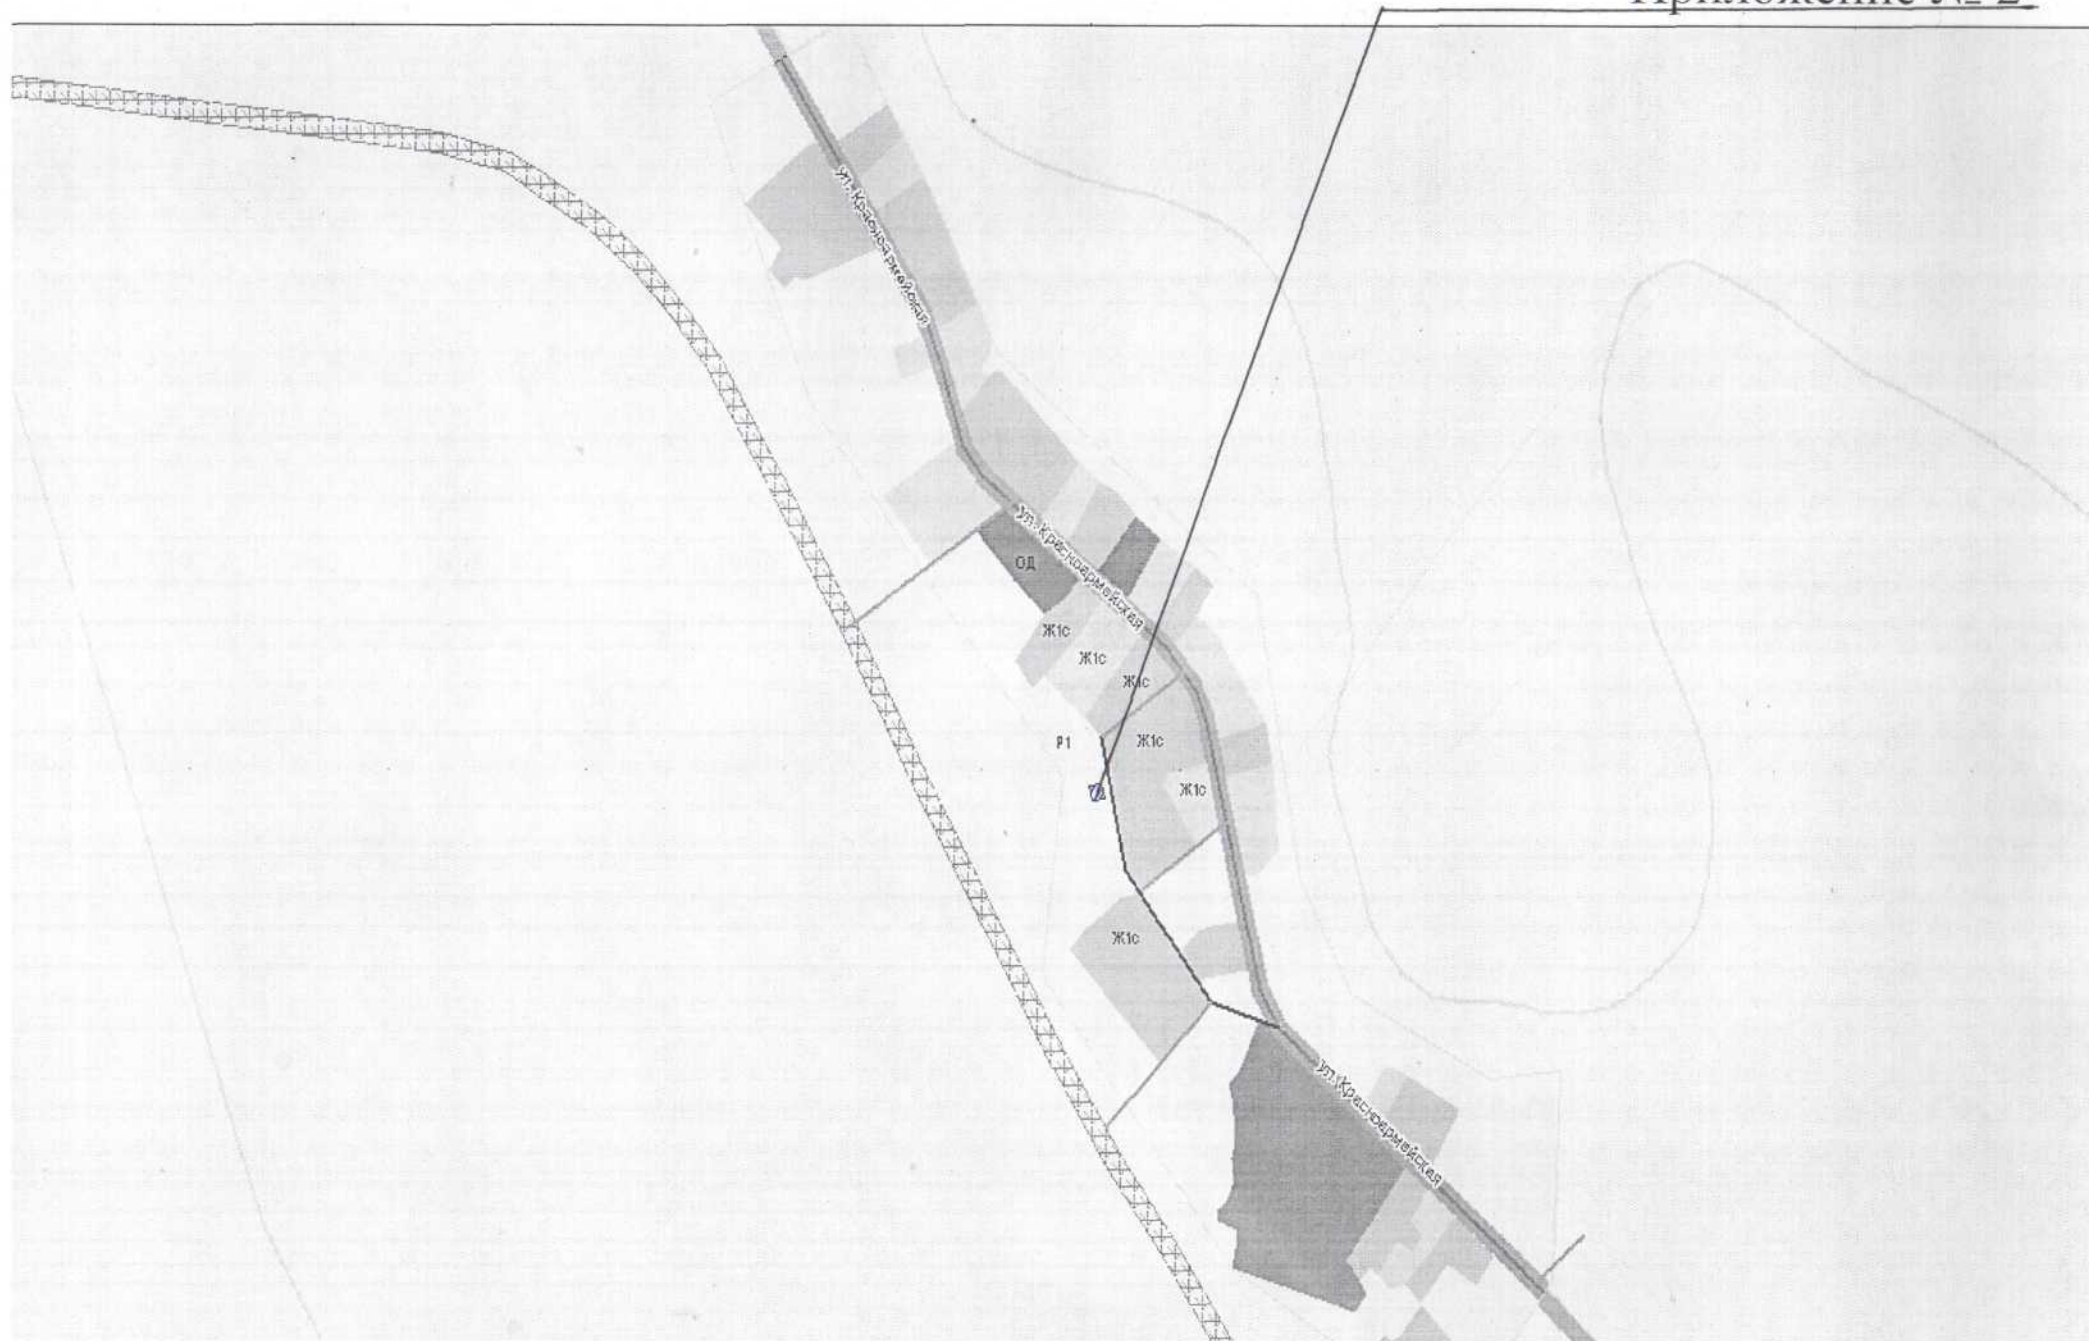 Приложение № 2
ул. Красноармейская
ул. Красноармейская
ОД
Ж1с
Ж1с
Ж1с
Р1
Ж1с
Ж1с
Ж1с
ул. Красноармейская